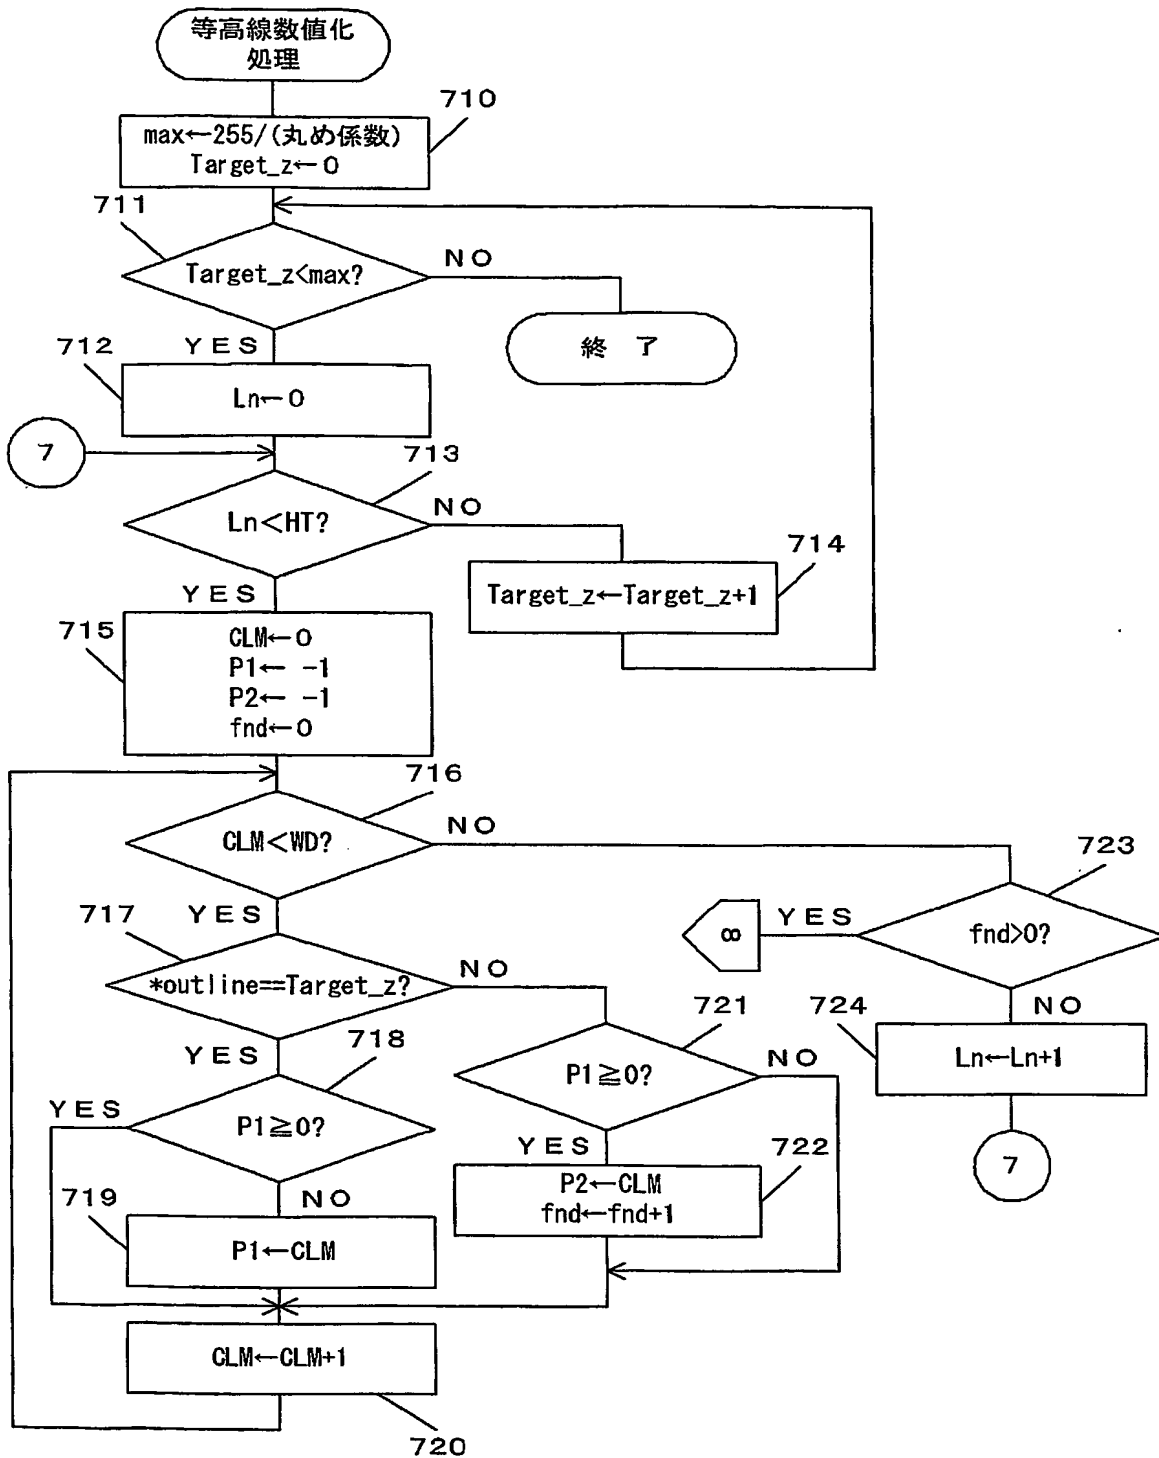 等高線数値化
処理
710
max←255/(丸め係数)
Target_z←0
711
Target_z<max?
NO
YES
終 了
712
Ln←0
7
713
Ln<HT?
NO
YES
714
Target_z←Target_z+1
715
CLM←0
P1← -1
P2← -1
fnd←0
716
CLM<WD?
NO
YES
723
fnd>0?
YES
8
NO
717
*outline==Target_z?
NO
YES
721
P1≧0?
NO
YES
724
Ln←Ln+1
7
718
P1≧0?
YES
NO
722
P2←CLM
fnd←fnd+1
719
P1←CLM
CLM←CLM+1
720